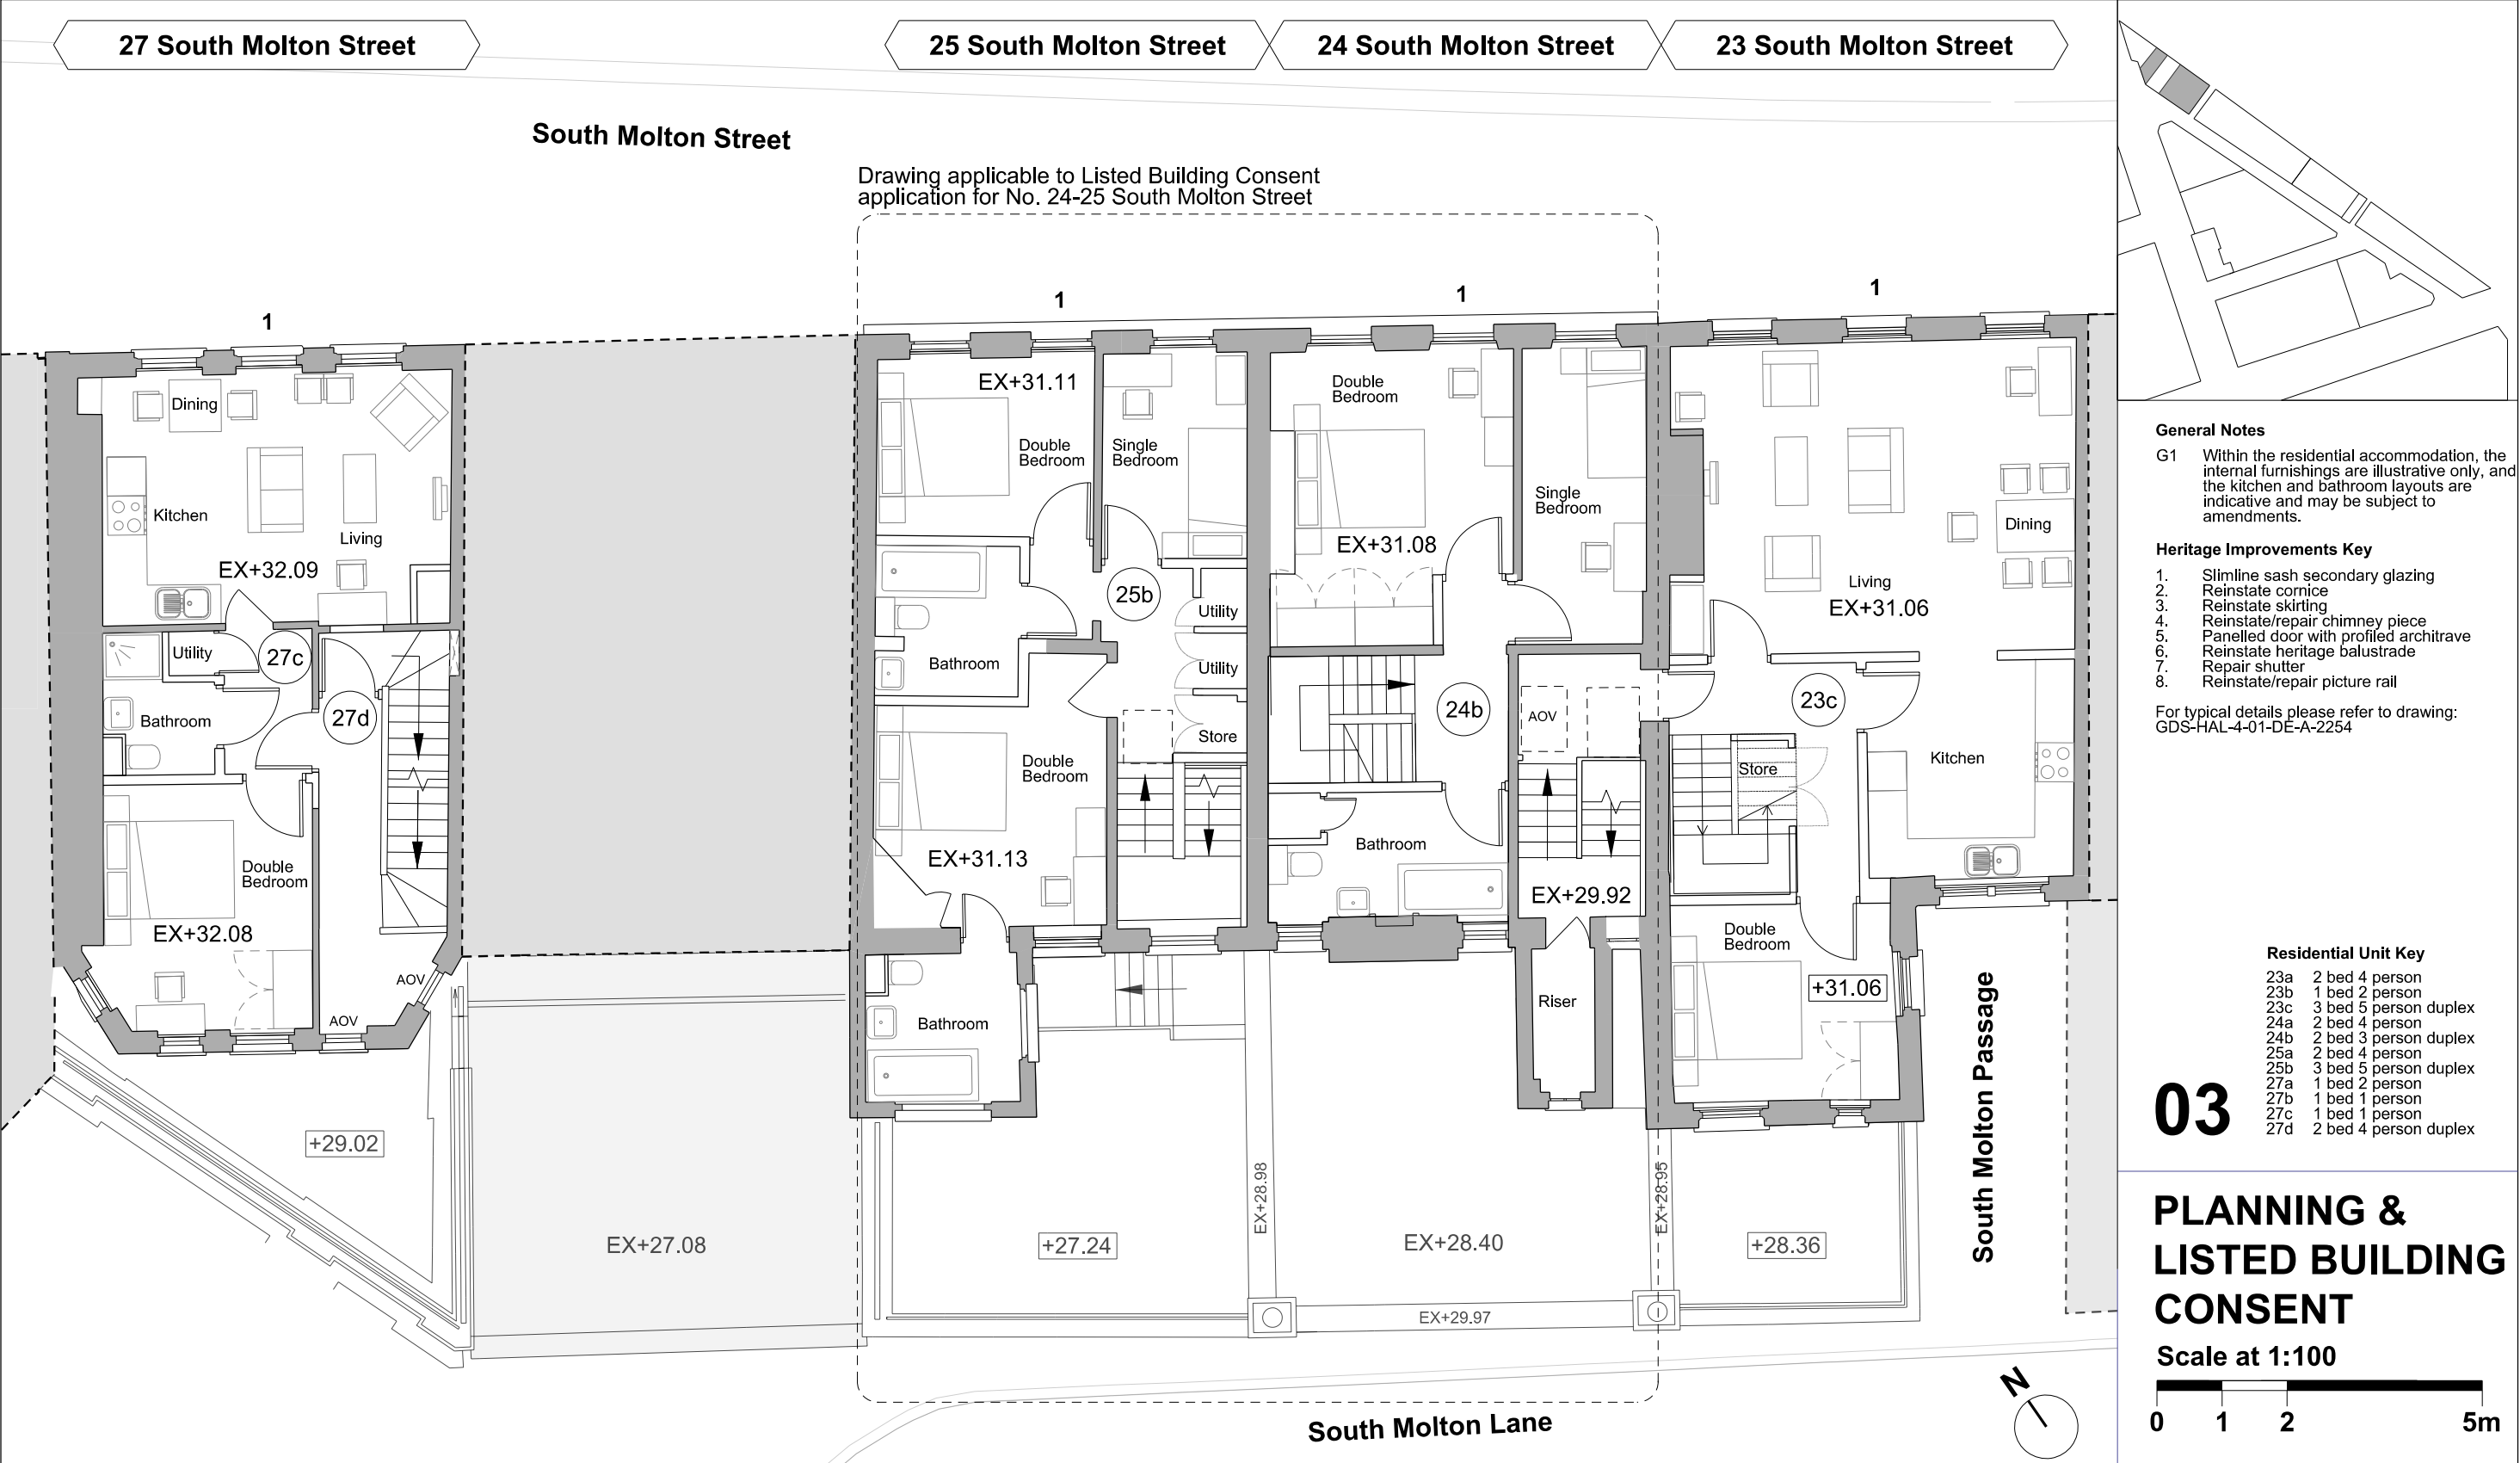 27 South Molton Street
25 South Molton Street
24 South Molton Street
23 South Molton Street
South Molton Street
Drawing applicable to Listed Building Consent
application for No. 24-25 South Molton Street
1
1
1
1
Dining
Kitchen
Living
EX+32.09
Utility
27c
Bathroom
27d
Double
Bedroom
EX+32.08
AOV
AOV
+29.02
EX+27.08
EX+31.11
Double
Bedroom
Single
Bedroom
25b
Utility
Bathroom
Utility
Store
Double
Bedroom
EX+31.13
Bathroom
+27.24
EX+28.98
Double
Bedroom
EX+31.08
Single
Bedroom
24b
AOV
Bathroom
EX+29.92
Riser
EX+28.40
EX+29.97
EX+28.95
Dining
Living
EX+31.06
23c
Store
Kitchen
Double
Bedroom
+31.06
+28.36
South Molton Passage
South Molton Lane
N
General Notes
G1 Within the residential accommodation, the
internal furnishings are illustrative only, and
the kitchen and bathroom layouts are
indicative and may be subject to
amendments.
Heritage Improvements Key
1. Slimline sash secondary glazing
2. Reinstate cornice
3. Reinstate skirting
4. Reinstate/repair chimney piece
5. Panelled door with profiled architrave
6. Reinstate heritage balustrade
7. Repair shutter
8. Reinstate/repair picture rail
For typical details please refer to drawing:
GDS-HAL-4-01-DE-A-2254
Residential Unit Key
23a 2 bed 4 person
23b 1 bed 2 person
23c 3 bed 5 person duplex
24a 2 bed 4 person
24b 2 bed 3 person duplex
25a 2 bed 4 person
25b 3 bed 5 person duplex
27a 1 bed 2 person
27b 1 bed 1 person
27c 1 bed 1 person
27d 2 bed 4 person duplex
03
PLANNING &
LISTED BUILDING
CONSENT
Scale at 1:100
0 1 2 5m